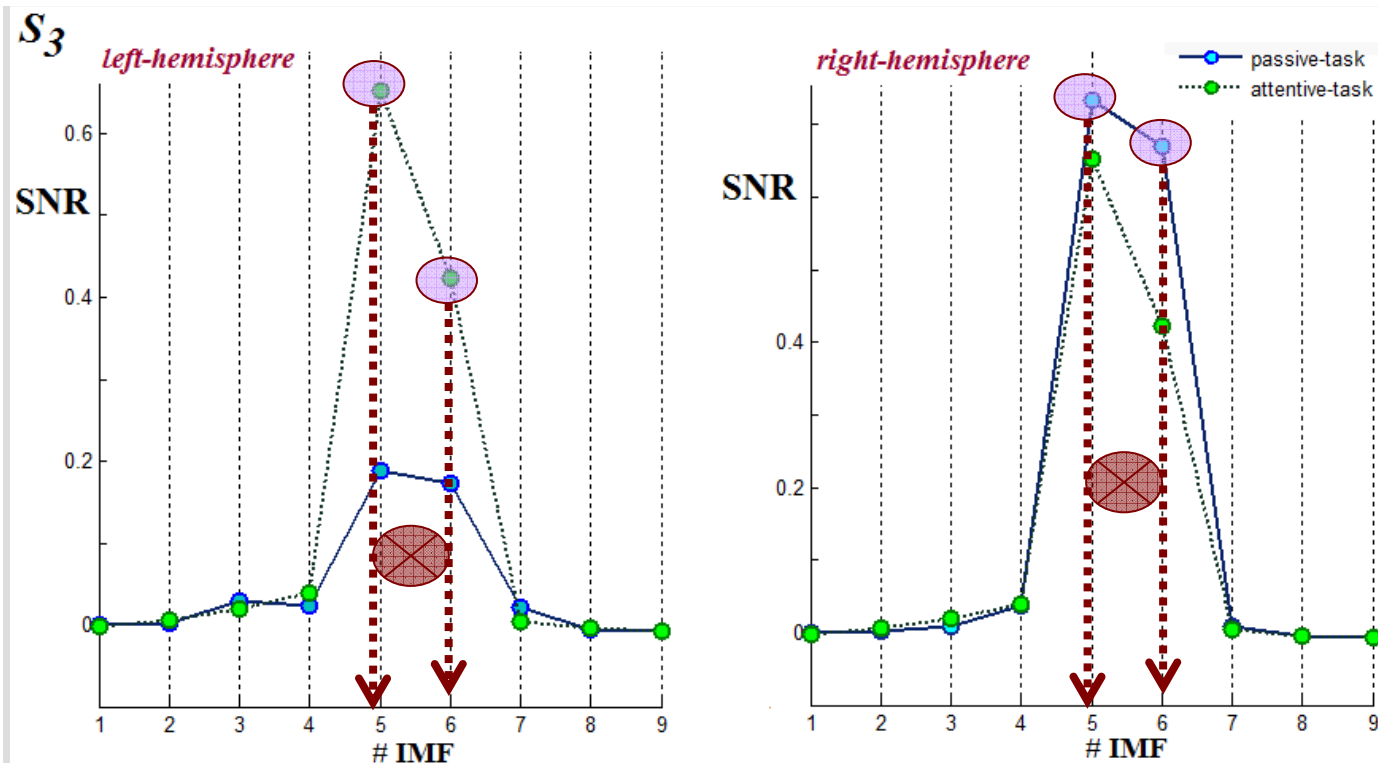 S3
left-hemisphere
SNR
0.6
0.4
0.2
0
1 2 3 4 5 6 7 8 9
# IMF
right-hemisphere
passive-task
attentive-task
SNR
0.4
0.2
0
1 2 3 4 5 6 7 8 9
# IMF